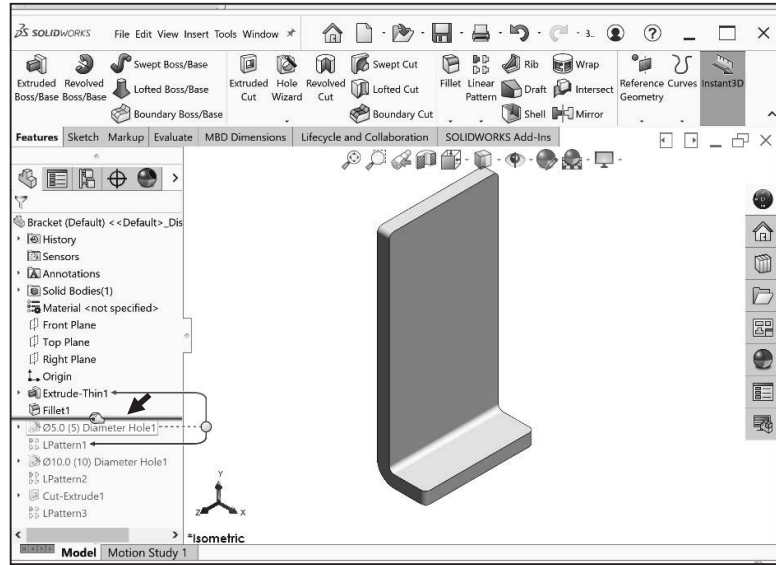 SOLIDWORKS File Edit View Insert Tools Window 3.. ?
Extruded Boss/Base
Revolved Boss/Base
Swept Boss/Base
Lofted Boss/Base
Boundary Boss/Base
Extruded Cut
Hole Wizard
Revolved Cut
Swept Cut
Lofted Cut
Boundary Cut
Fillet
Linear Pattern
Rib
Draft
Shell
Wrap
Intersect
Mirror
Reference Geometry
Curves
Instant3D
Features Sketch Markup Evaluate MBD Dimensions Lifecycle and Collaboration SOLIDWORKS Add-Ins
Bracket (Default) <<Default>_Dis
History
Sensors
A Annotations
Solid Bodies(1)
Material <not specified>
Front Plane
Top Plane
Right Plane
Origin
Extrude-Thin1
Fillet1
Ø5.0 (5) Diameter Hole1
LPattern1
Ø10.0 (10) Diameter Hole1
LPattern2
Cut-Extrude1
LPattern3
Y
Z X
*Isometric
Model Motion Study 1